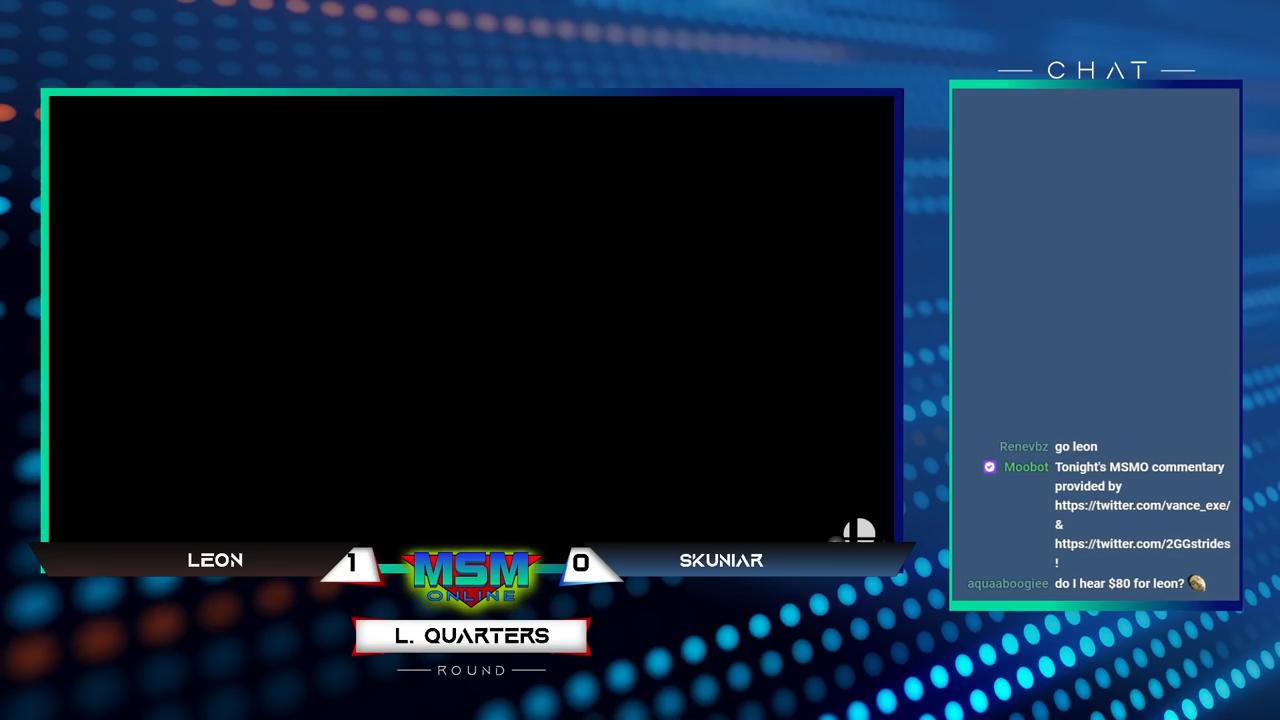 CHAT
Renevbz go leon
Moobot Tonight's MSMO commentary
provided by
https://twitter.com/vance_exe/
&
https://twitter.com/2GGstrides
!
aquaaboogiee do I hear $80 for leon?
LEON 1 MSM 0 SKUNIAR
ONLINE
L. QUARTERS
ROUND